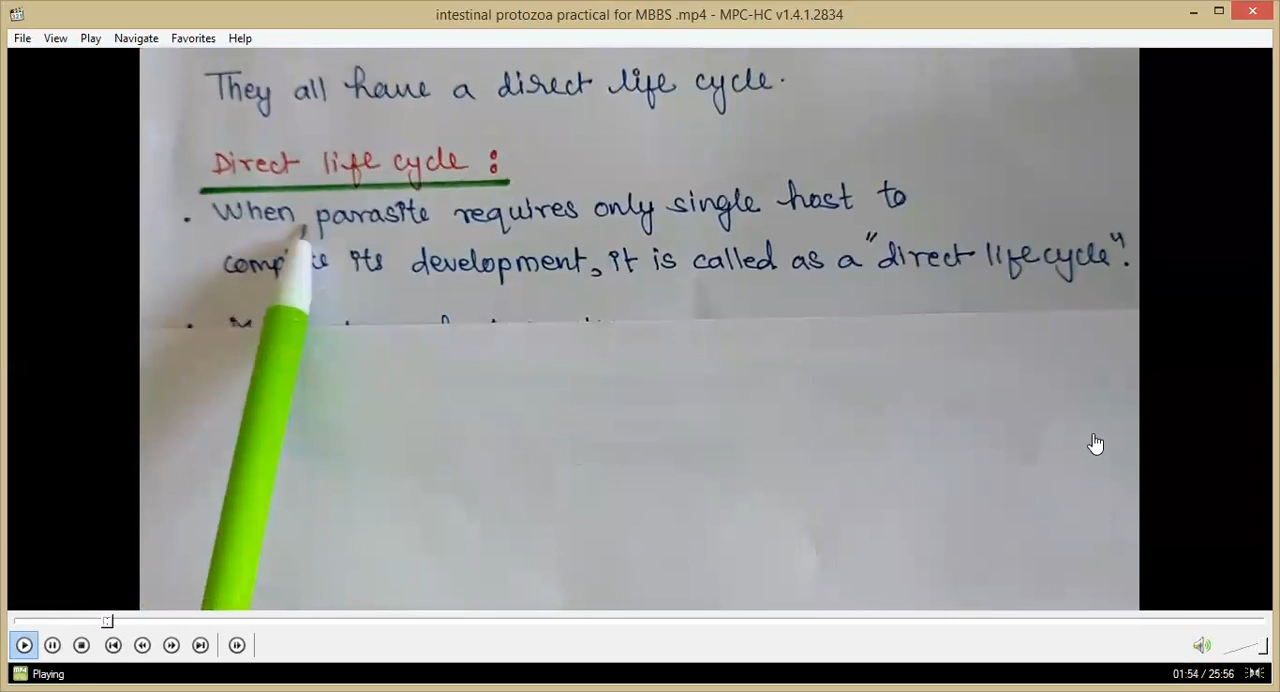 intestinal protozoa practical for MBBS .mp4 - MPC-HC v1.4.1.2834
File View Play Navigate Favorites Help
They all have a direct life cycle.
Direct life cycle :
• When parasite requires only single host to
its development, it is called as a "direct life cycle".
Playing
01:54 / 25:56